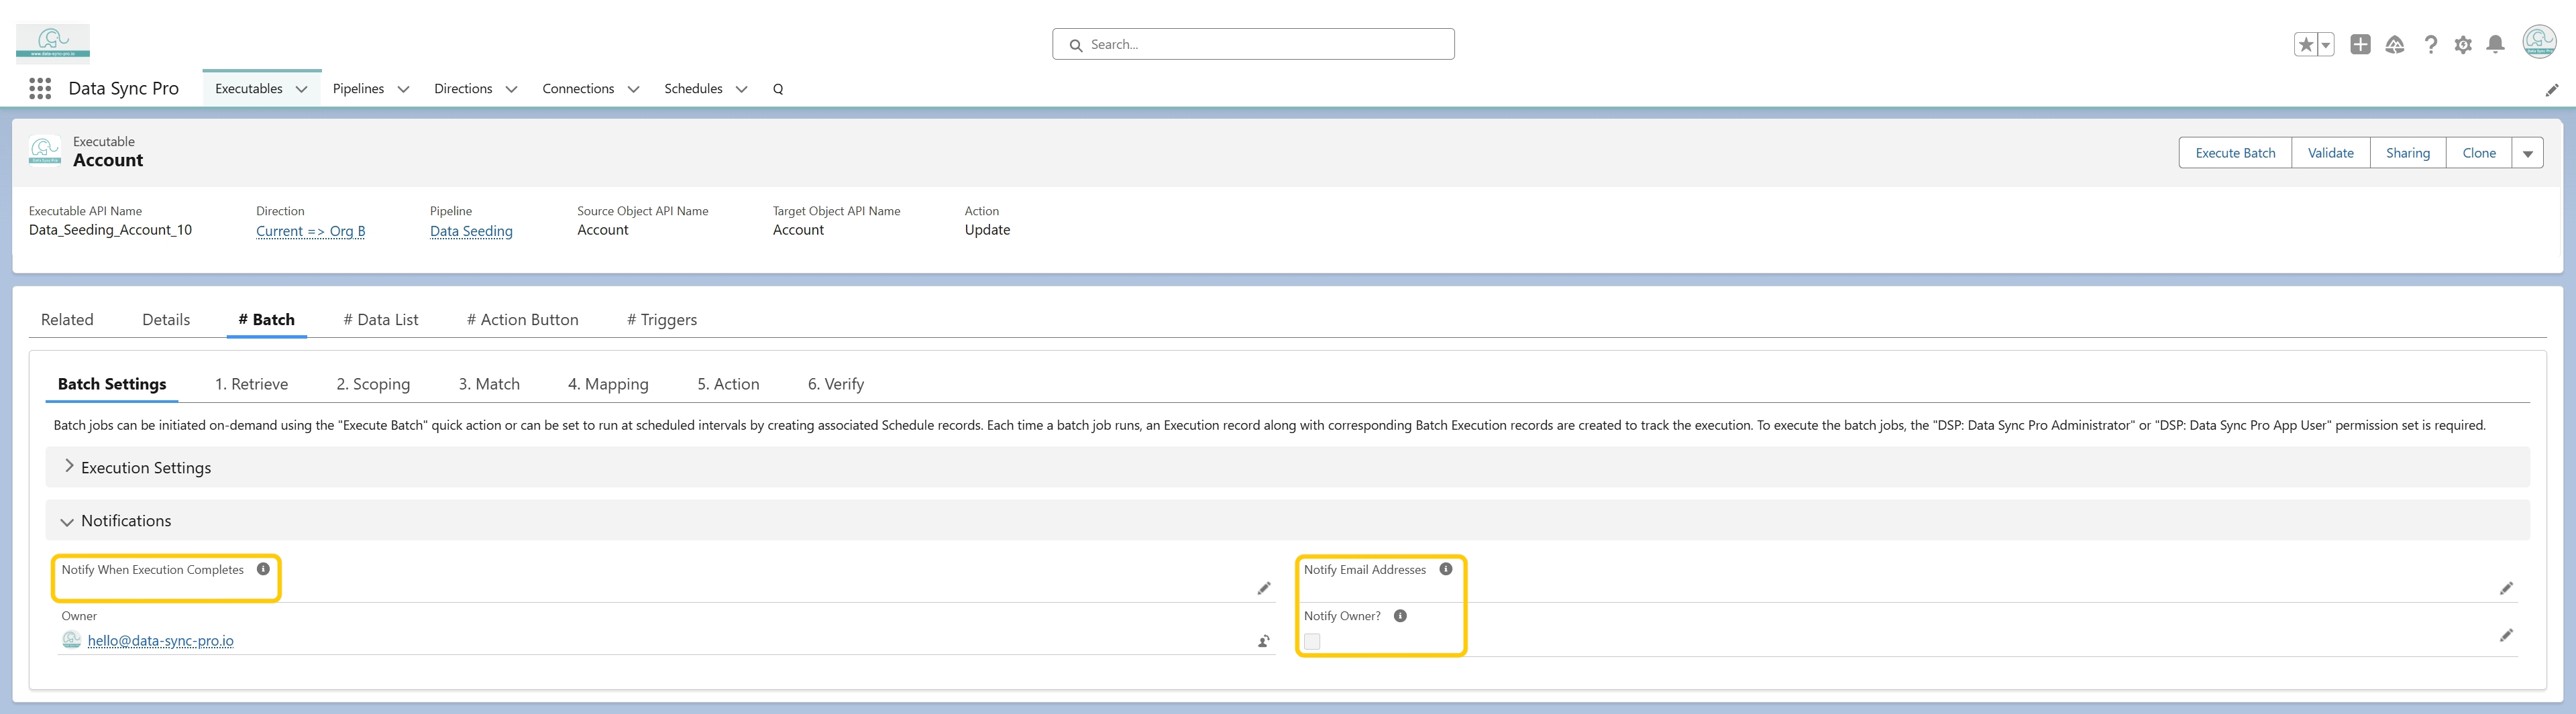 www.data-sync-pro.io
Search...
Data Sync Pro
Executables
Pipelines
Directions
Connections
Schedules
Q
Executable
Account
Execute Batch
Validate
Sharing
Clone
Executable API Name
Direction
Pipeline
Source Object API Name
Target Object API Name
Action
Data_Seeding_Account_10
Current => Org B
Data Seeding
Account
Account
Update
Related
Details
# Batch
# Data List
# Action Button
# Triggers
Batch Settings
1. Retrieve
2. Scoping
3. Match
4. Mapping
5. Action
6. Verify
Batch jobs can be initiated on-demand using the "Execute Batch" quick action or can be set to run at scheduled intervals by creating associated Schedule records. Each time a batch job runs, an Execution record along with corresponding Batch Execution records are created to track the execution. To execute the batch jobs, the "DSP: Data Sync Pro Administrator" or "DSP: Data Sync Pro App User" permission set is required.
Execution Settings
Notifications
Notify When Execution Completes
Notify Email Addresses
Owner
Notify Owner?
hello@data-sync-pro.io